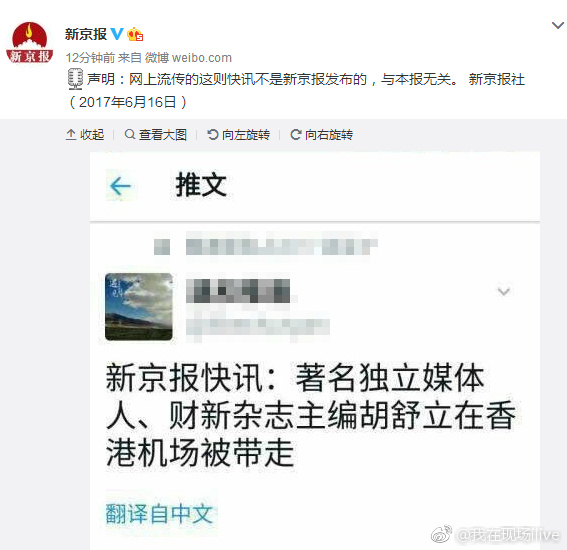 新京报
新京报
12分钟前 来自 微博 weibo.com
声明：网上流传的这则快讯不是新京报发布的，与本报无关。 新京报社
（2017年6月16日）
收起 查看大图 向左旋转 向右旋转
推文
遇见
新京报快讯：著名独立媒体
人、财新杂志主编胡舒立在香
港机场被带走
翻译自中文
@我在现场live